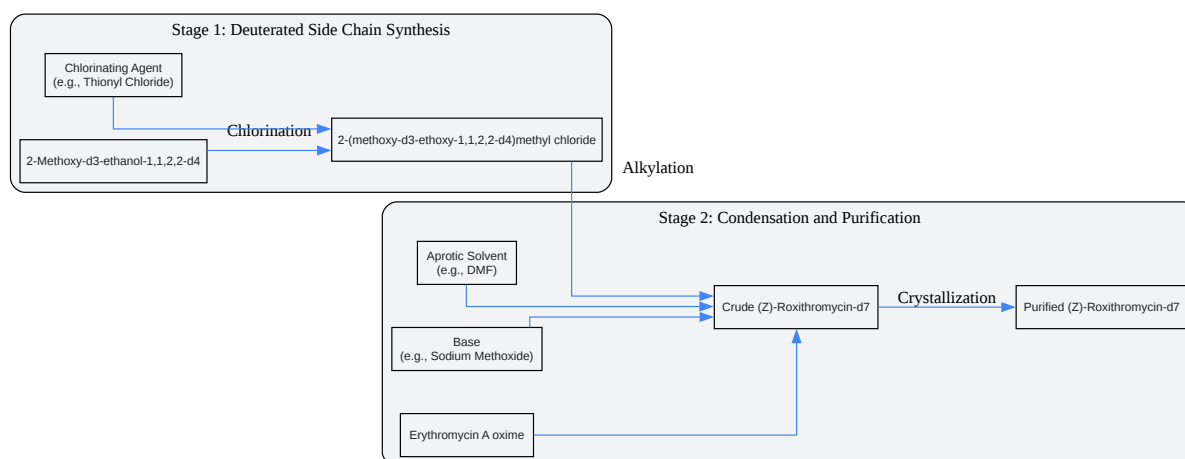 Stage 1: Deuterated Side Chain Synthesis
Chlorinating Agent
(e.g., Thionyl Chloride)
Chlorination
2-(methoxy-d3-ethoxy-1,1,2,2-d4)methyl chloride
2-Methoxy-d3-ethanol-1,1,2,2-d4
Alkylation
Stage 2: Condensation and Purification
Aprotic Solvent
(e.g., DMF)
Crude (Z)-Roxithromycin-d7
Crystallization
Purified (Z)-Roxithromycin-d7
Base
(e.g., Sodium Methoxide)
Erythromycin A oxime